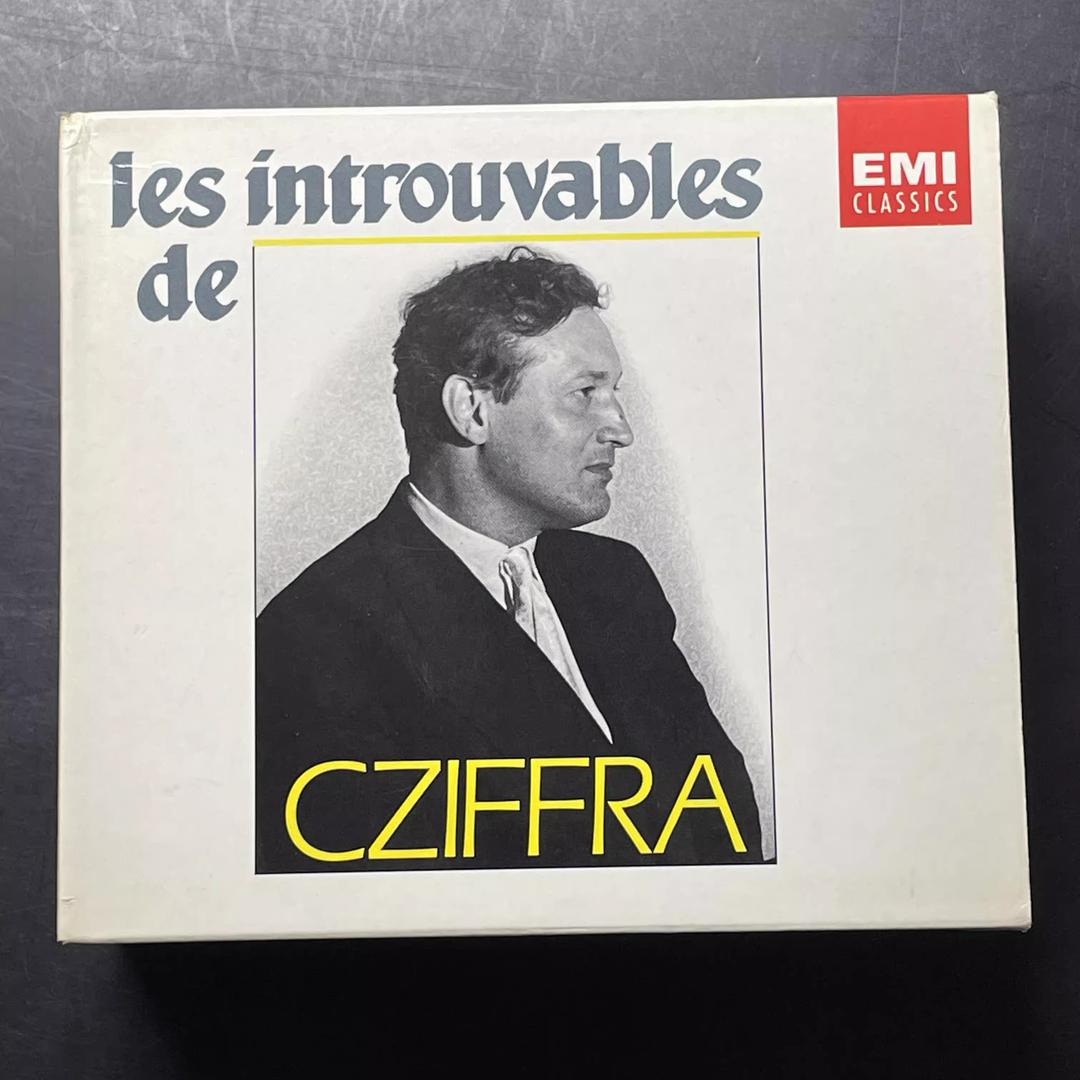 les introuvables
de
EMI
CLASSICS
CZIFFRA